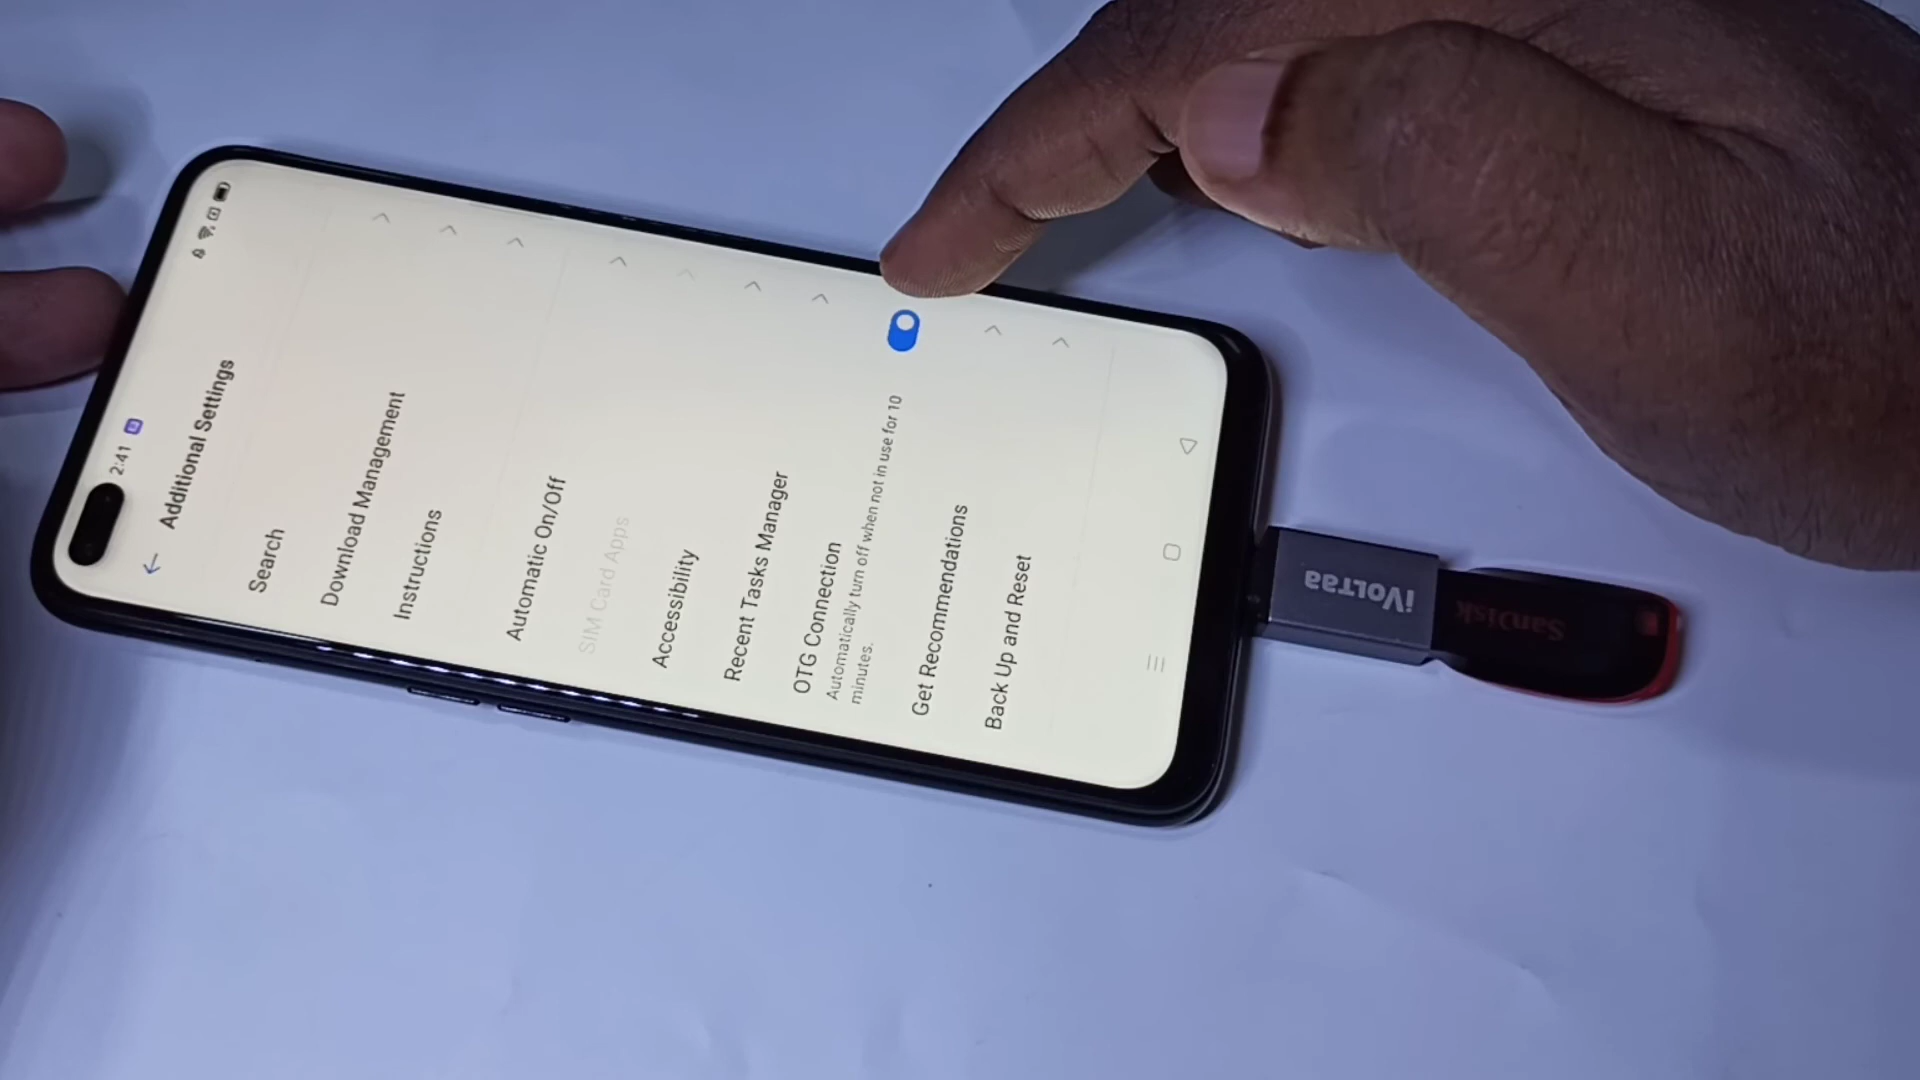 2:41
Additional Settings
Search
Download Management
Instructions
Automatic On/Off
SIM Card Apps
Accessibility
Recent Tasks Manager
OTG Connection
Automatically turn off when not in use for 10
minutes.
Get Recommendations
Back Up and Reset
iVoltaa
SanDisk